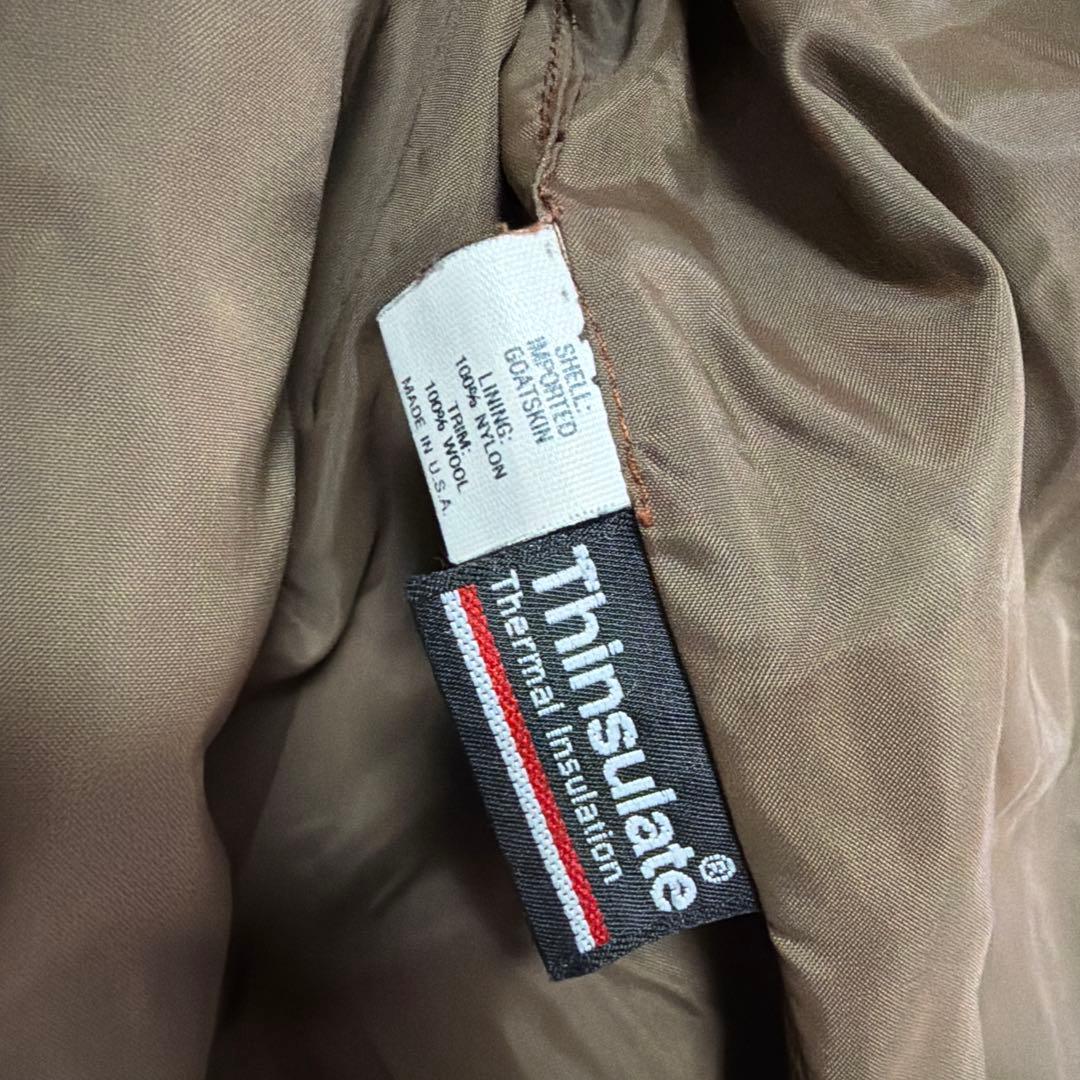 SHELL:
IMPORTED
GOATSKIN
LINING:
100% NYLON
TRIM:
100% WOOL
MADE IN U.S.A.
Thinsulate®
Thermal Insulation